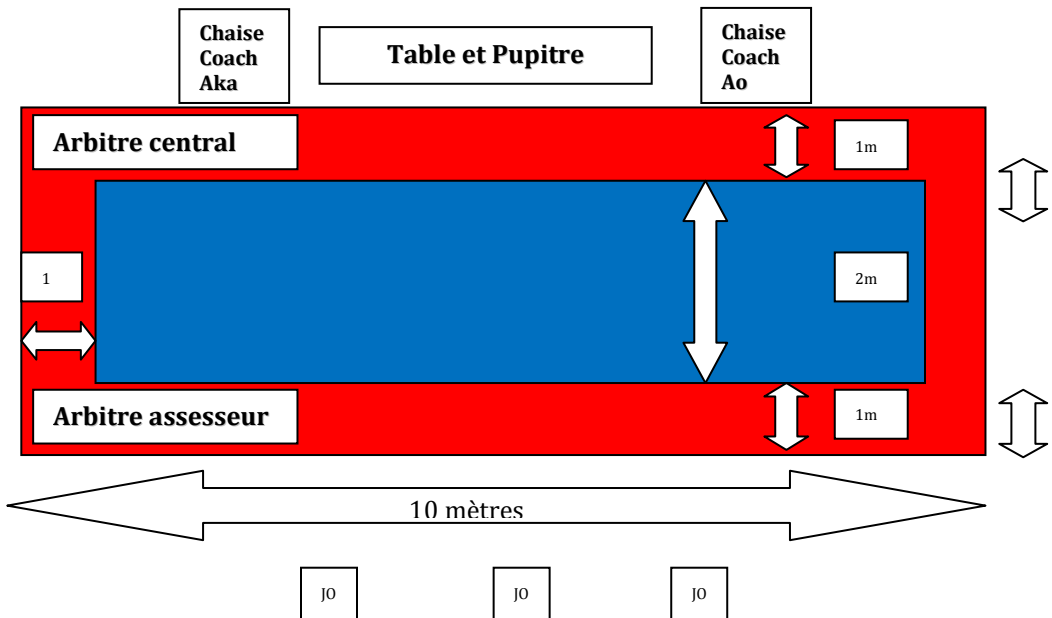 Chaise
Coach
Aka
Table et Pupitre
Chaise
Coach
Ao
Arbitre central
1m
1
2m
Arbitre assesseur
1m
10 mètres
JO
JO
JO